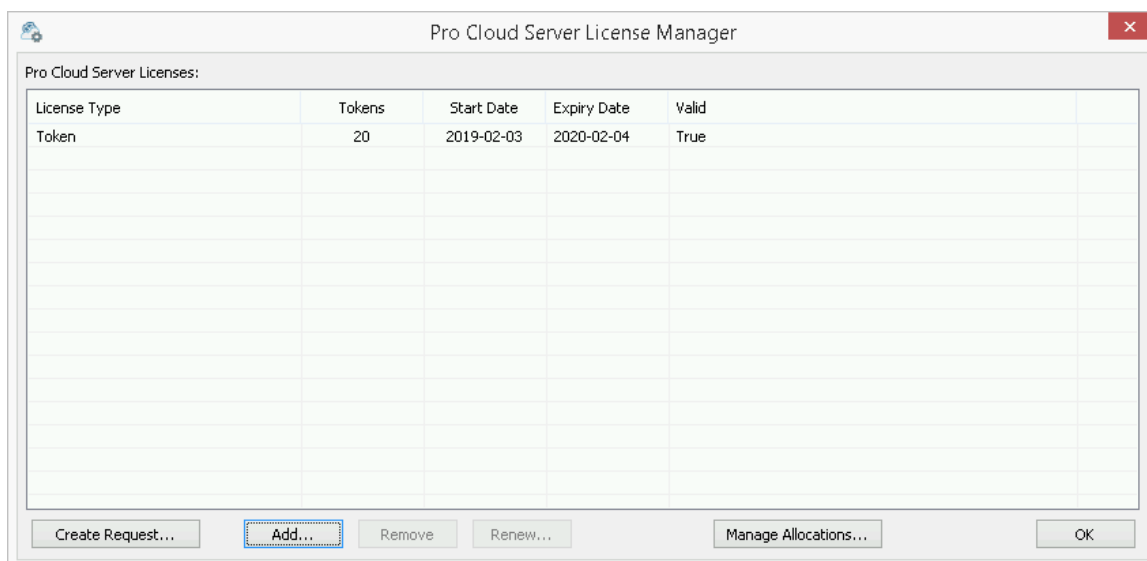 Pro Cloud Server License Manager
Pro Cloud Server Licenses:
License Type Tokens Start Date Expiry Date Valid
Token 20 2019-02-03 2020-02-04 True
Create Request... Add... Remove Renew... Manage Allocations... OK